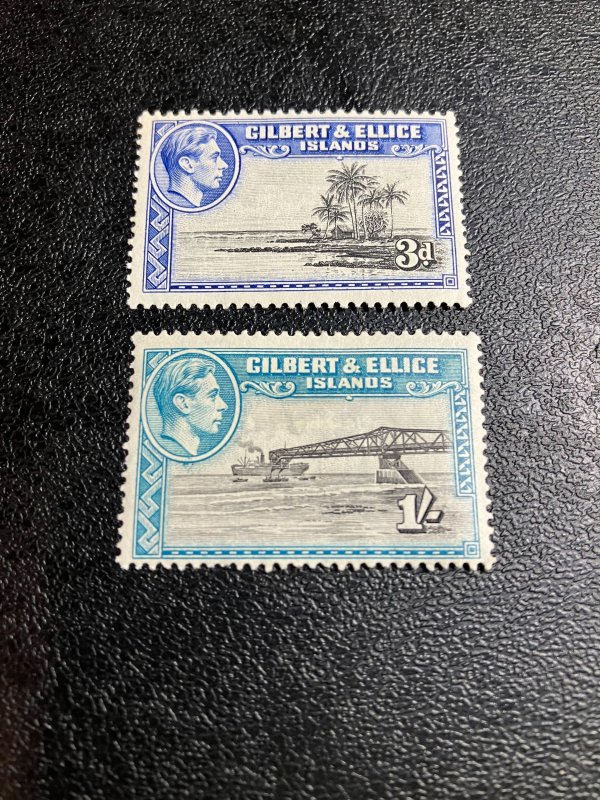 GILBERT & ELLICE
ISLANDS
3d
GILBERT & ELLICE
ISLANDS
1/-